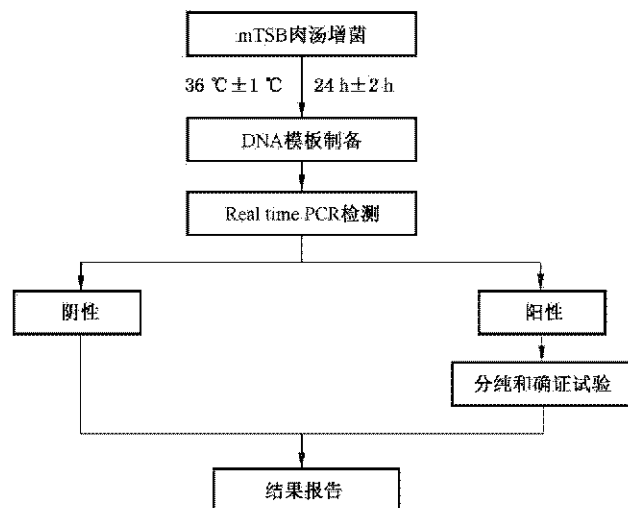 mTSB肉汤增菌
36 ℃±1 ℃ 24 h±2 h
DNA模板制备
Real time PCR检测
阴性 阳性
分纯和确证试验
结果报告